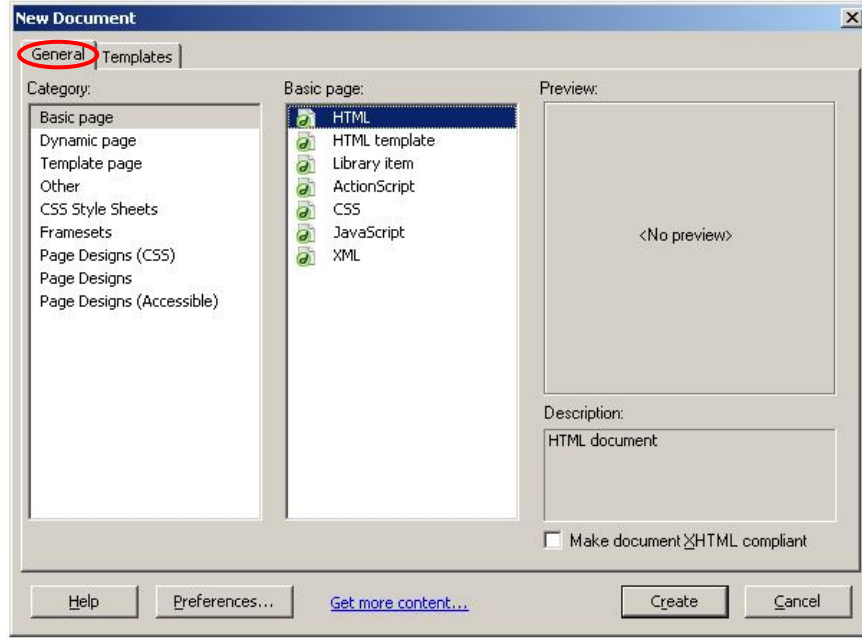 New Document
General
Templates
Category:
Basic page
Dynamic page
Template page
Other
CSS Style Sheets
Framesets
Page Designs (CSS)
Page Designs
Page Designs (Accessible)
Basic page:
HTML
HTML template
Library item
ActionScript
CSS
JavaScript
XML
Preview:
<No preview>
Description:
HTML document
Make document XHTML compliant
Help
Preferences...
Get more content...
Create
Cancel